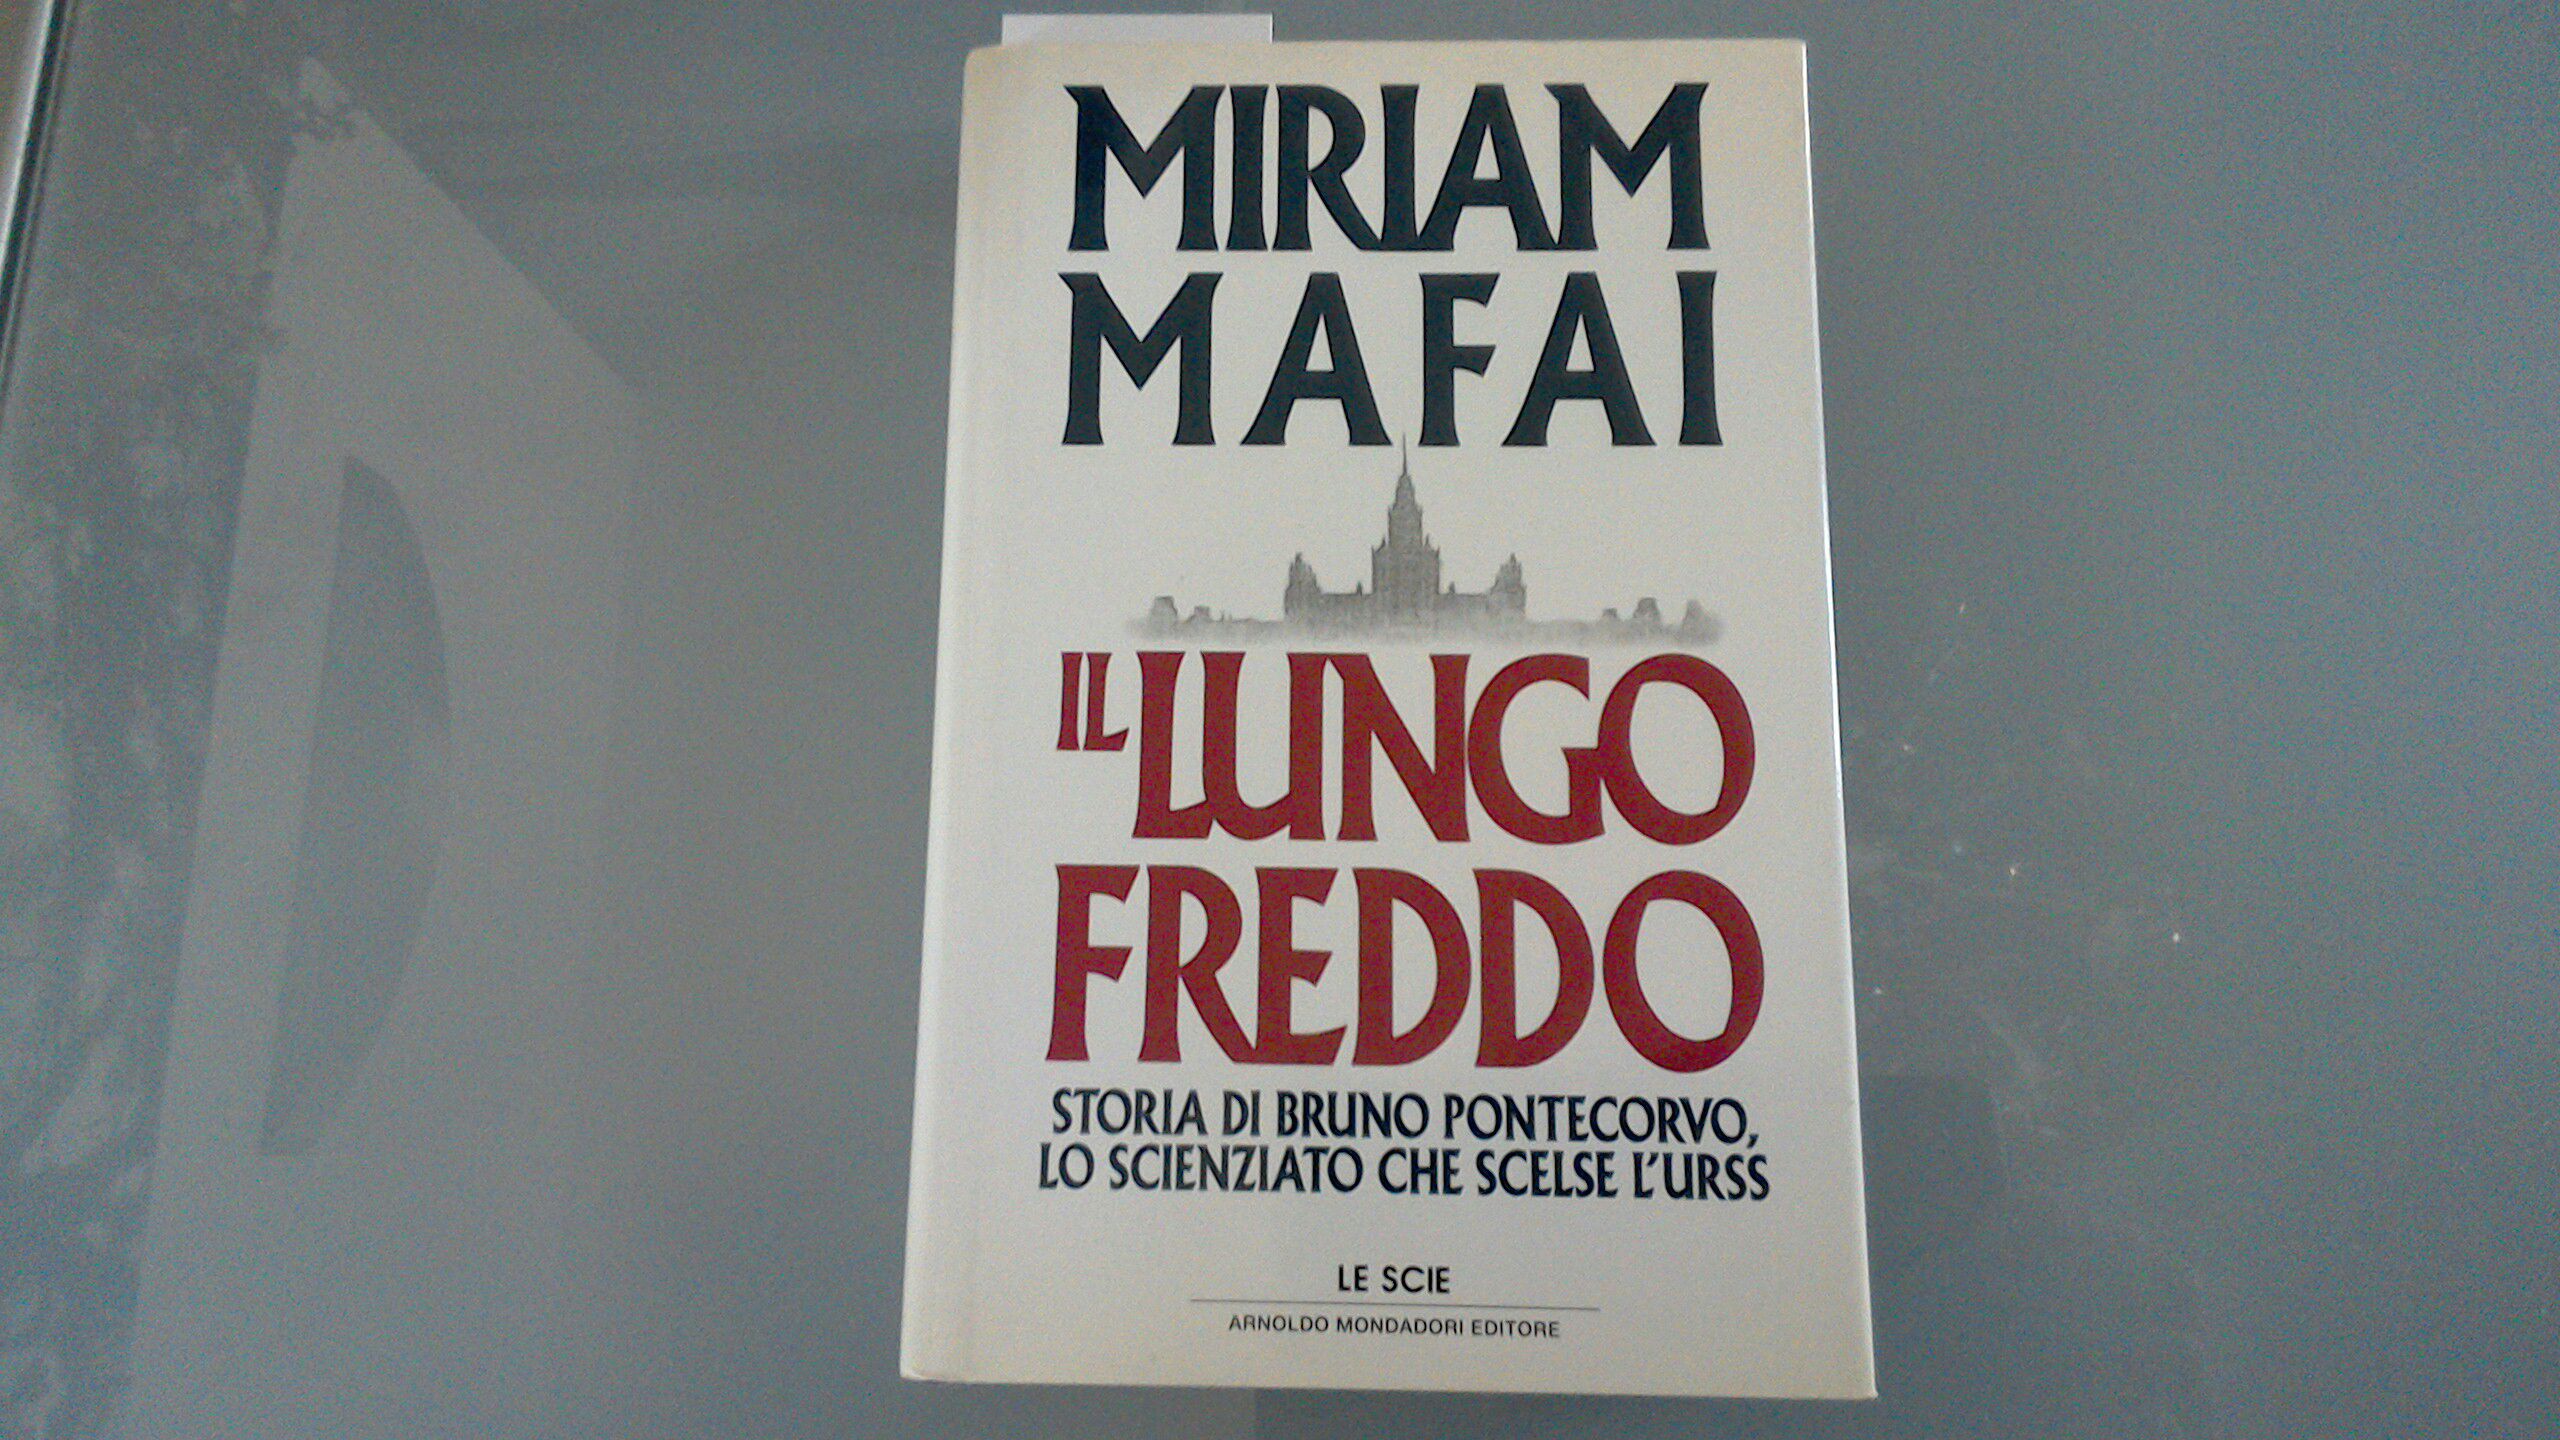 MIRIAM
MAFAI
IL LUNGO
FREDDO
STORIA DI BRUNO PONTECORVO,
LO SCIENZIATO CHE SCELSE L'URSS
LE SCIE
ARNOLDO MONDADORI EDITORE